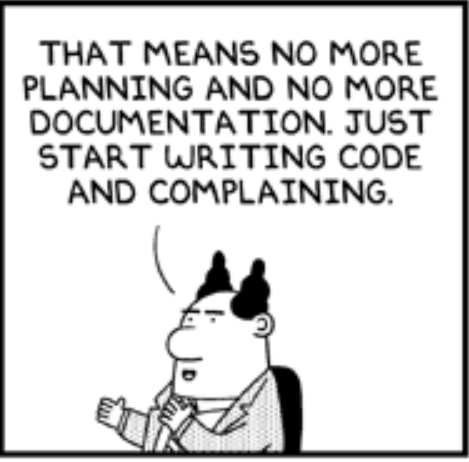 THAT MEANS NO MORE
PLANNING AND NO MORE
DOCUMENTATION. JUST
START WRITING CODE
AND COMPLAINING.